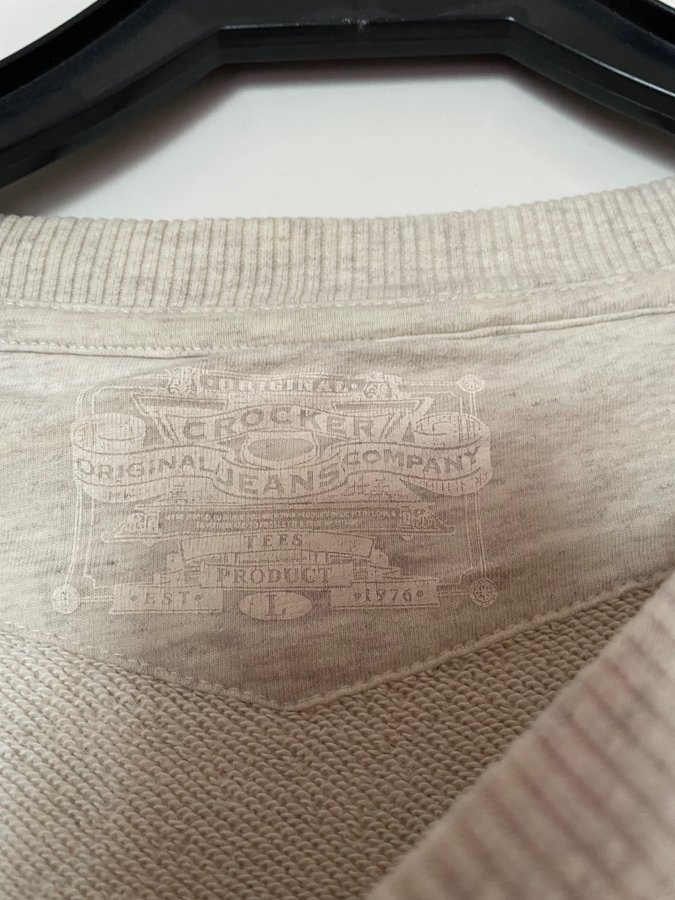 ORIGINAL
CROCKER
ORIGINAL JEANS COMPANY
TEES
PRODUCT
• EST • L • 1976 •